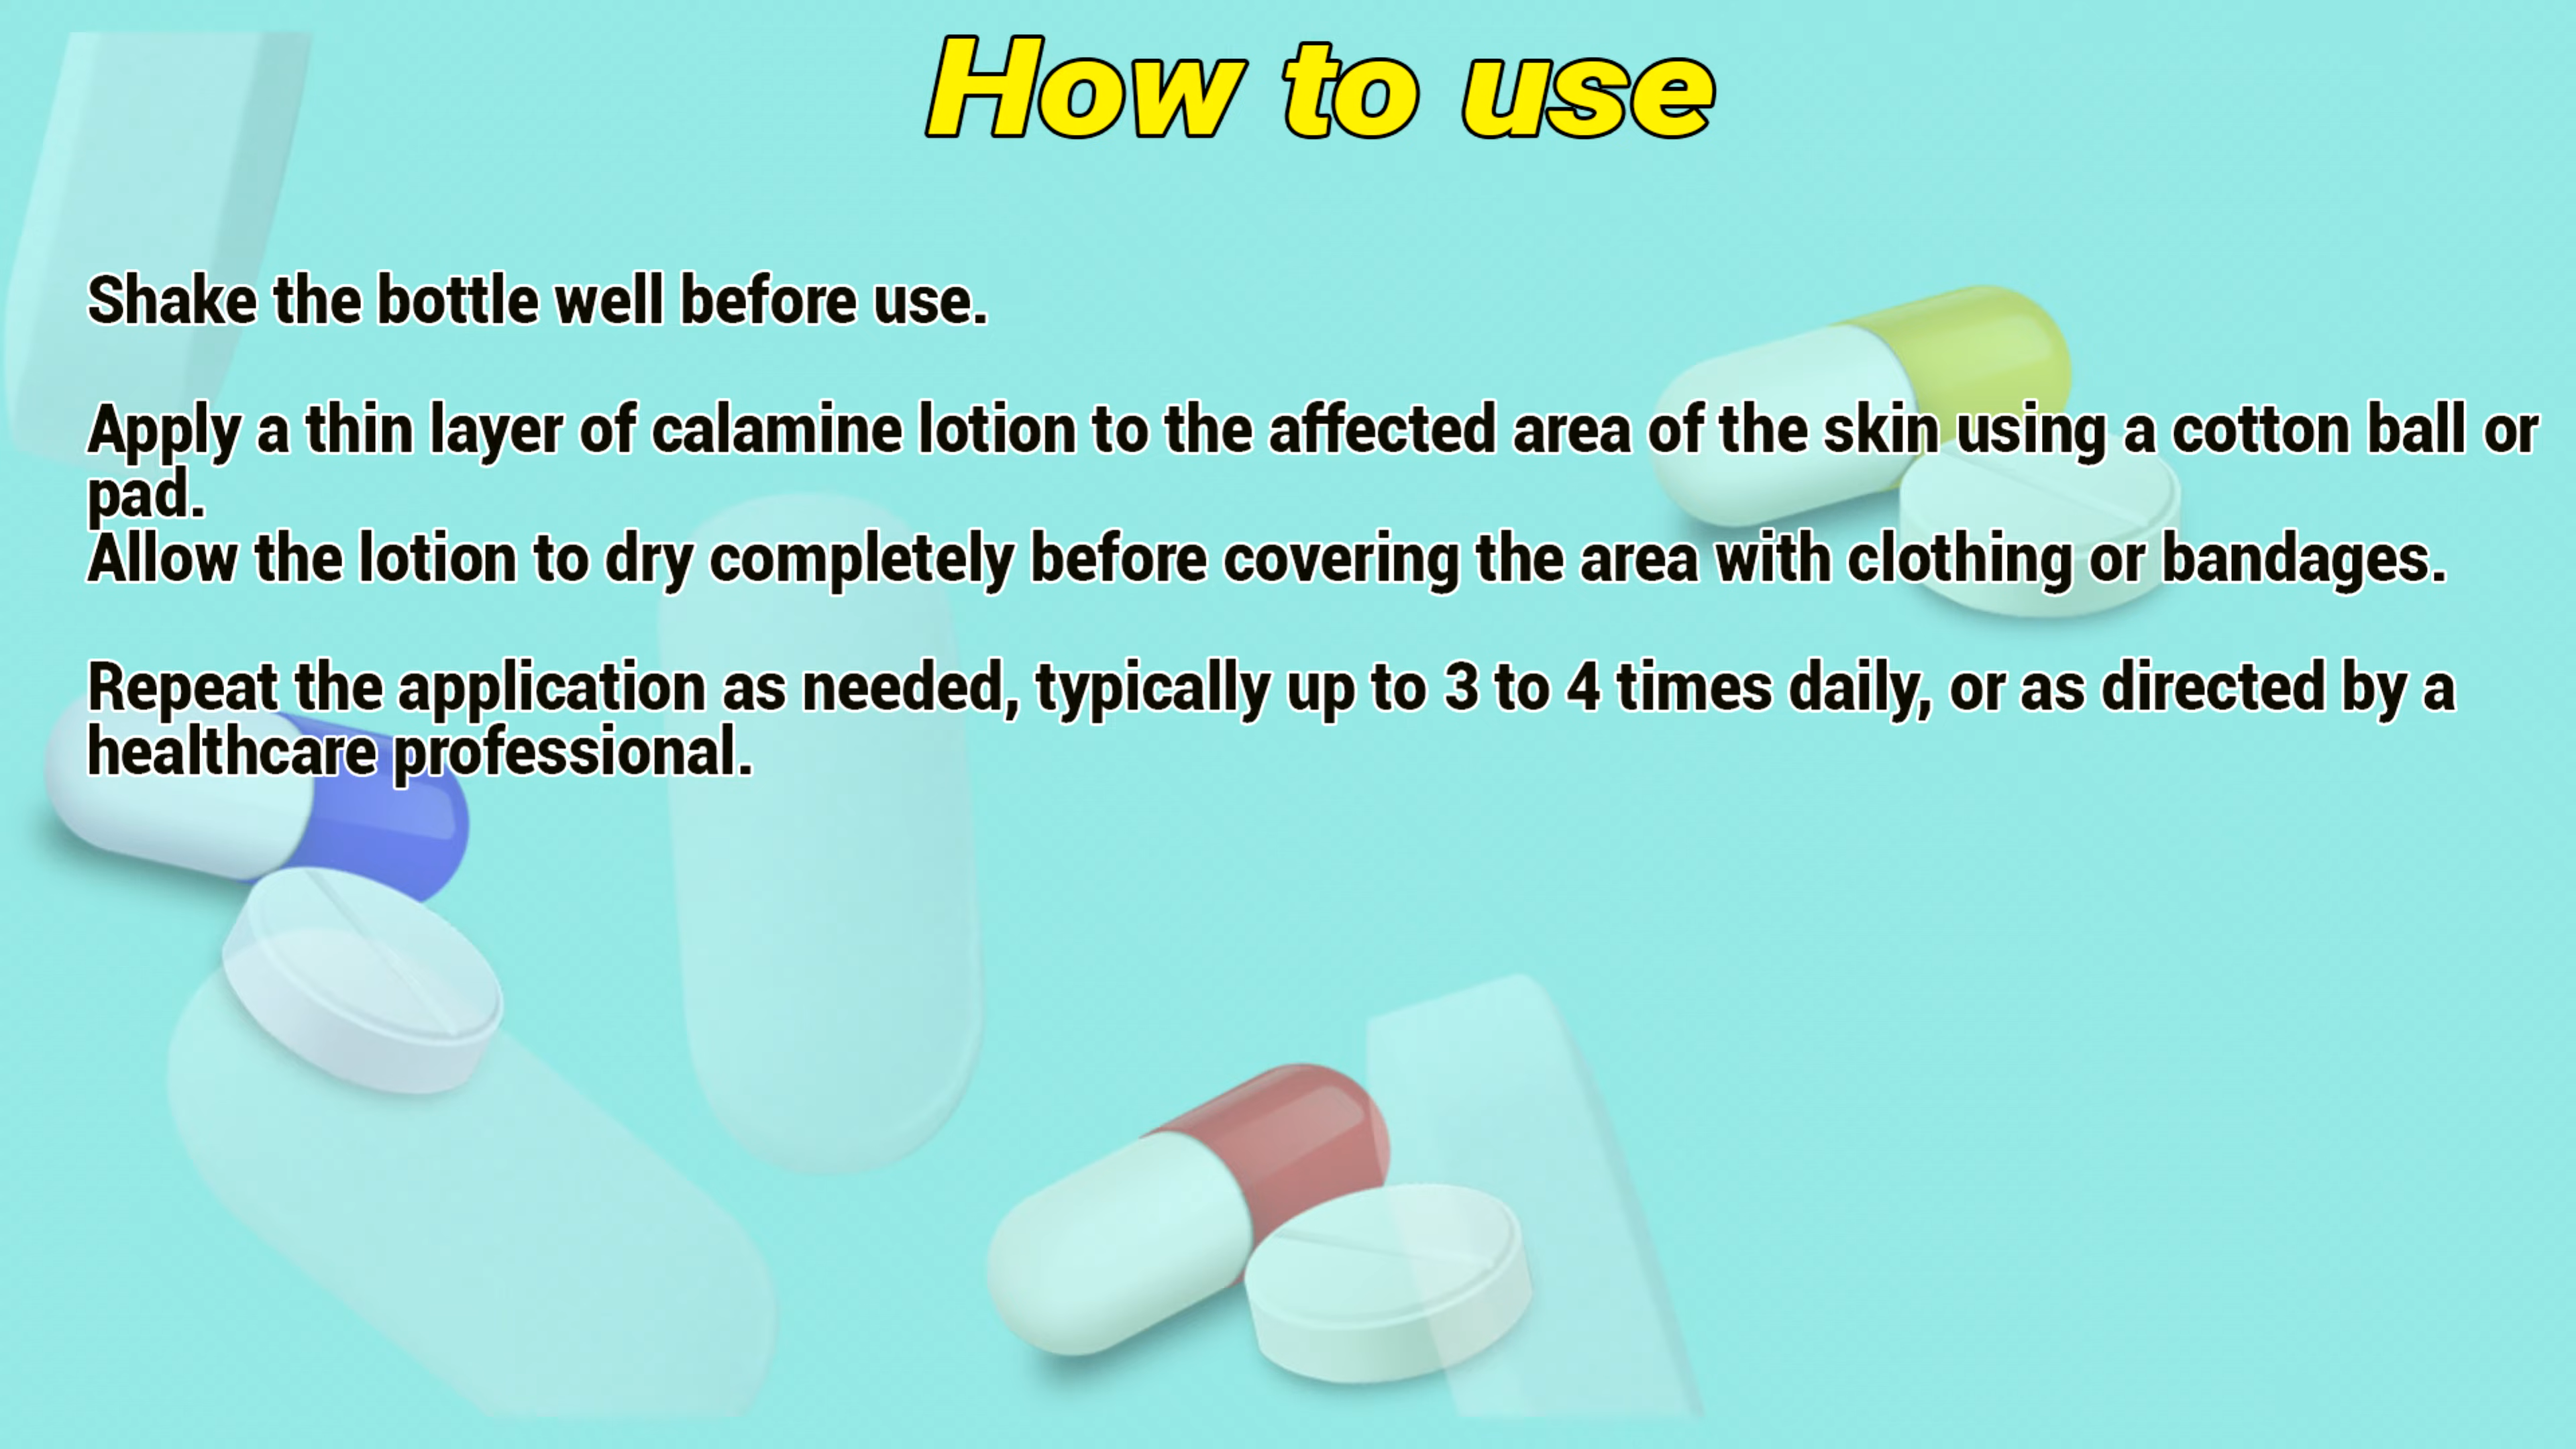 How to use
Shake the bottle well before use.
Apply a thin layer of calamine lotion to the affected area of the skin using a cotton ball or
pad.
Allow the lotion to dry completely before covering the area with clothing or bandages.
Repeat the application as needed, typically up to 3 to 4 times daily, or as directed by a
healthcare professional.